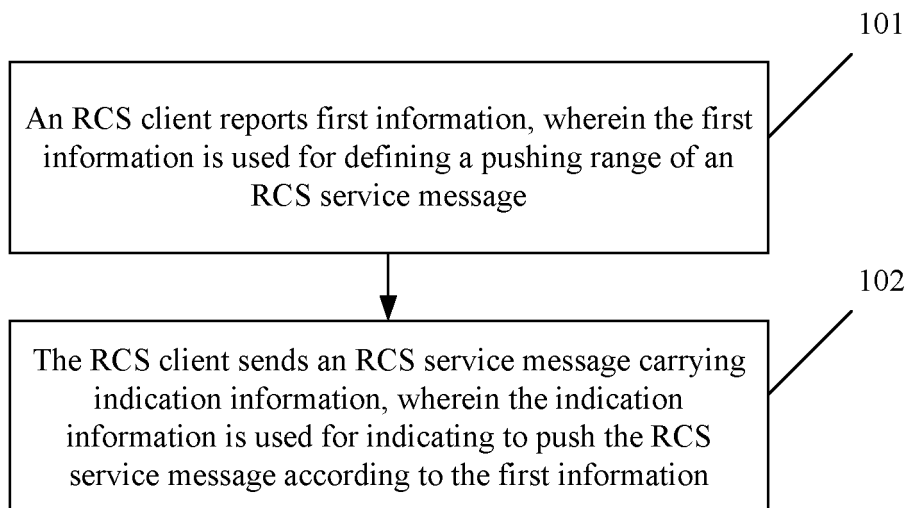 101
An RCS client reports first information, wherein the first
information is used for defining a pushing range of an
RCS service message
102
The RCS client sends an RCS service message carrying
indication information, wherein the indication
information is used for indicating to push the RCS
service message according to the first information